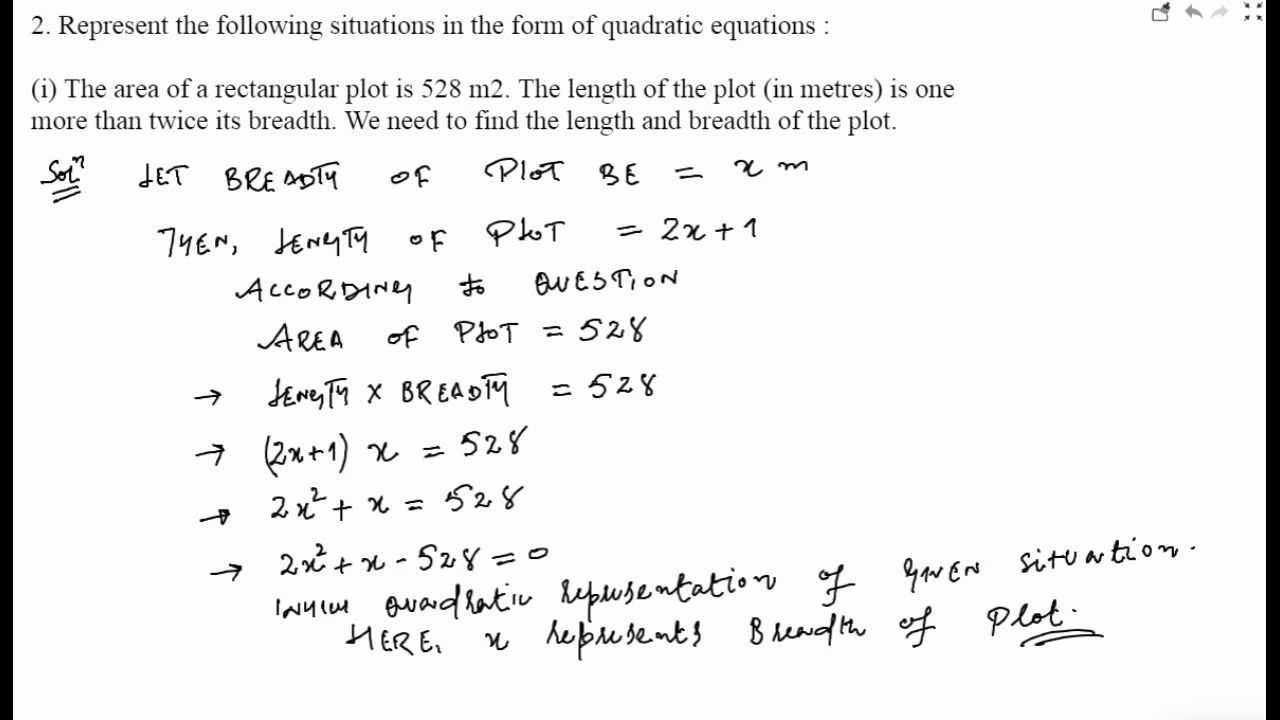 2. Represent the following situations in the form of quadratic equations :
(i) The area of a rectangular plot is 528 m2. The length of the plot (in metres) is one
more than twice its breadth. We need to find the length and breadth of the plot.
Solⁿ LET BREADTH OF PLOT BE = x m
THEN, LENGTH OF PLOT = 2x+1
ACCORDING to QUESTION
AREA OF PLOT = 528
→ LENGTH X BREADTH = 528
→ (2x+1) x = 528
→ 2x² + x = 528
→ 2x² + x - 528 = 0
WHICH QUADRATIC REPRESENTATION of GIVEN SITUATION.
HERE, x represents Breadth of Plot.